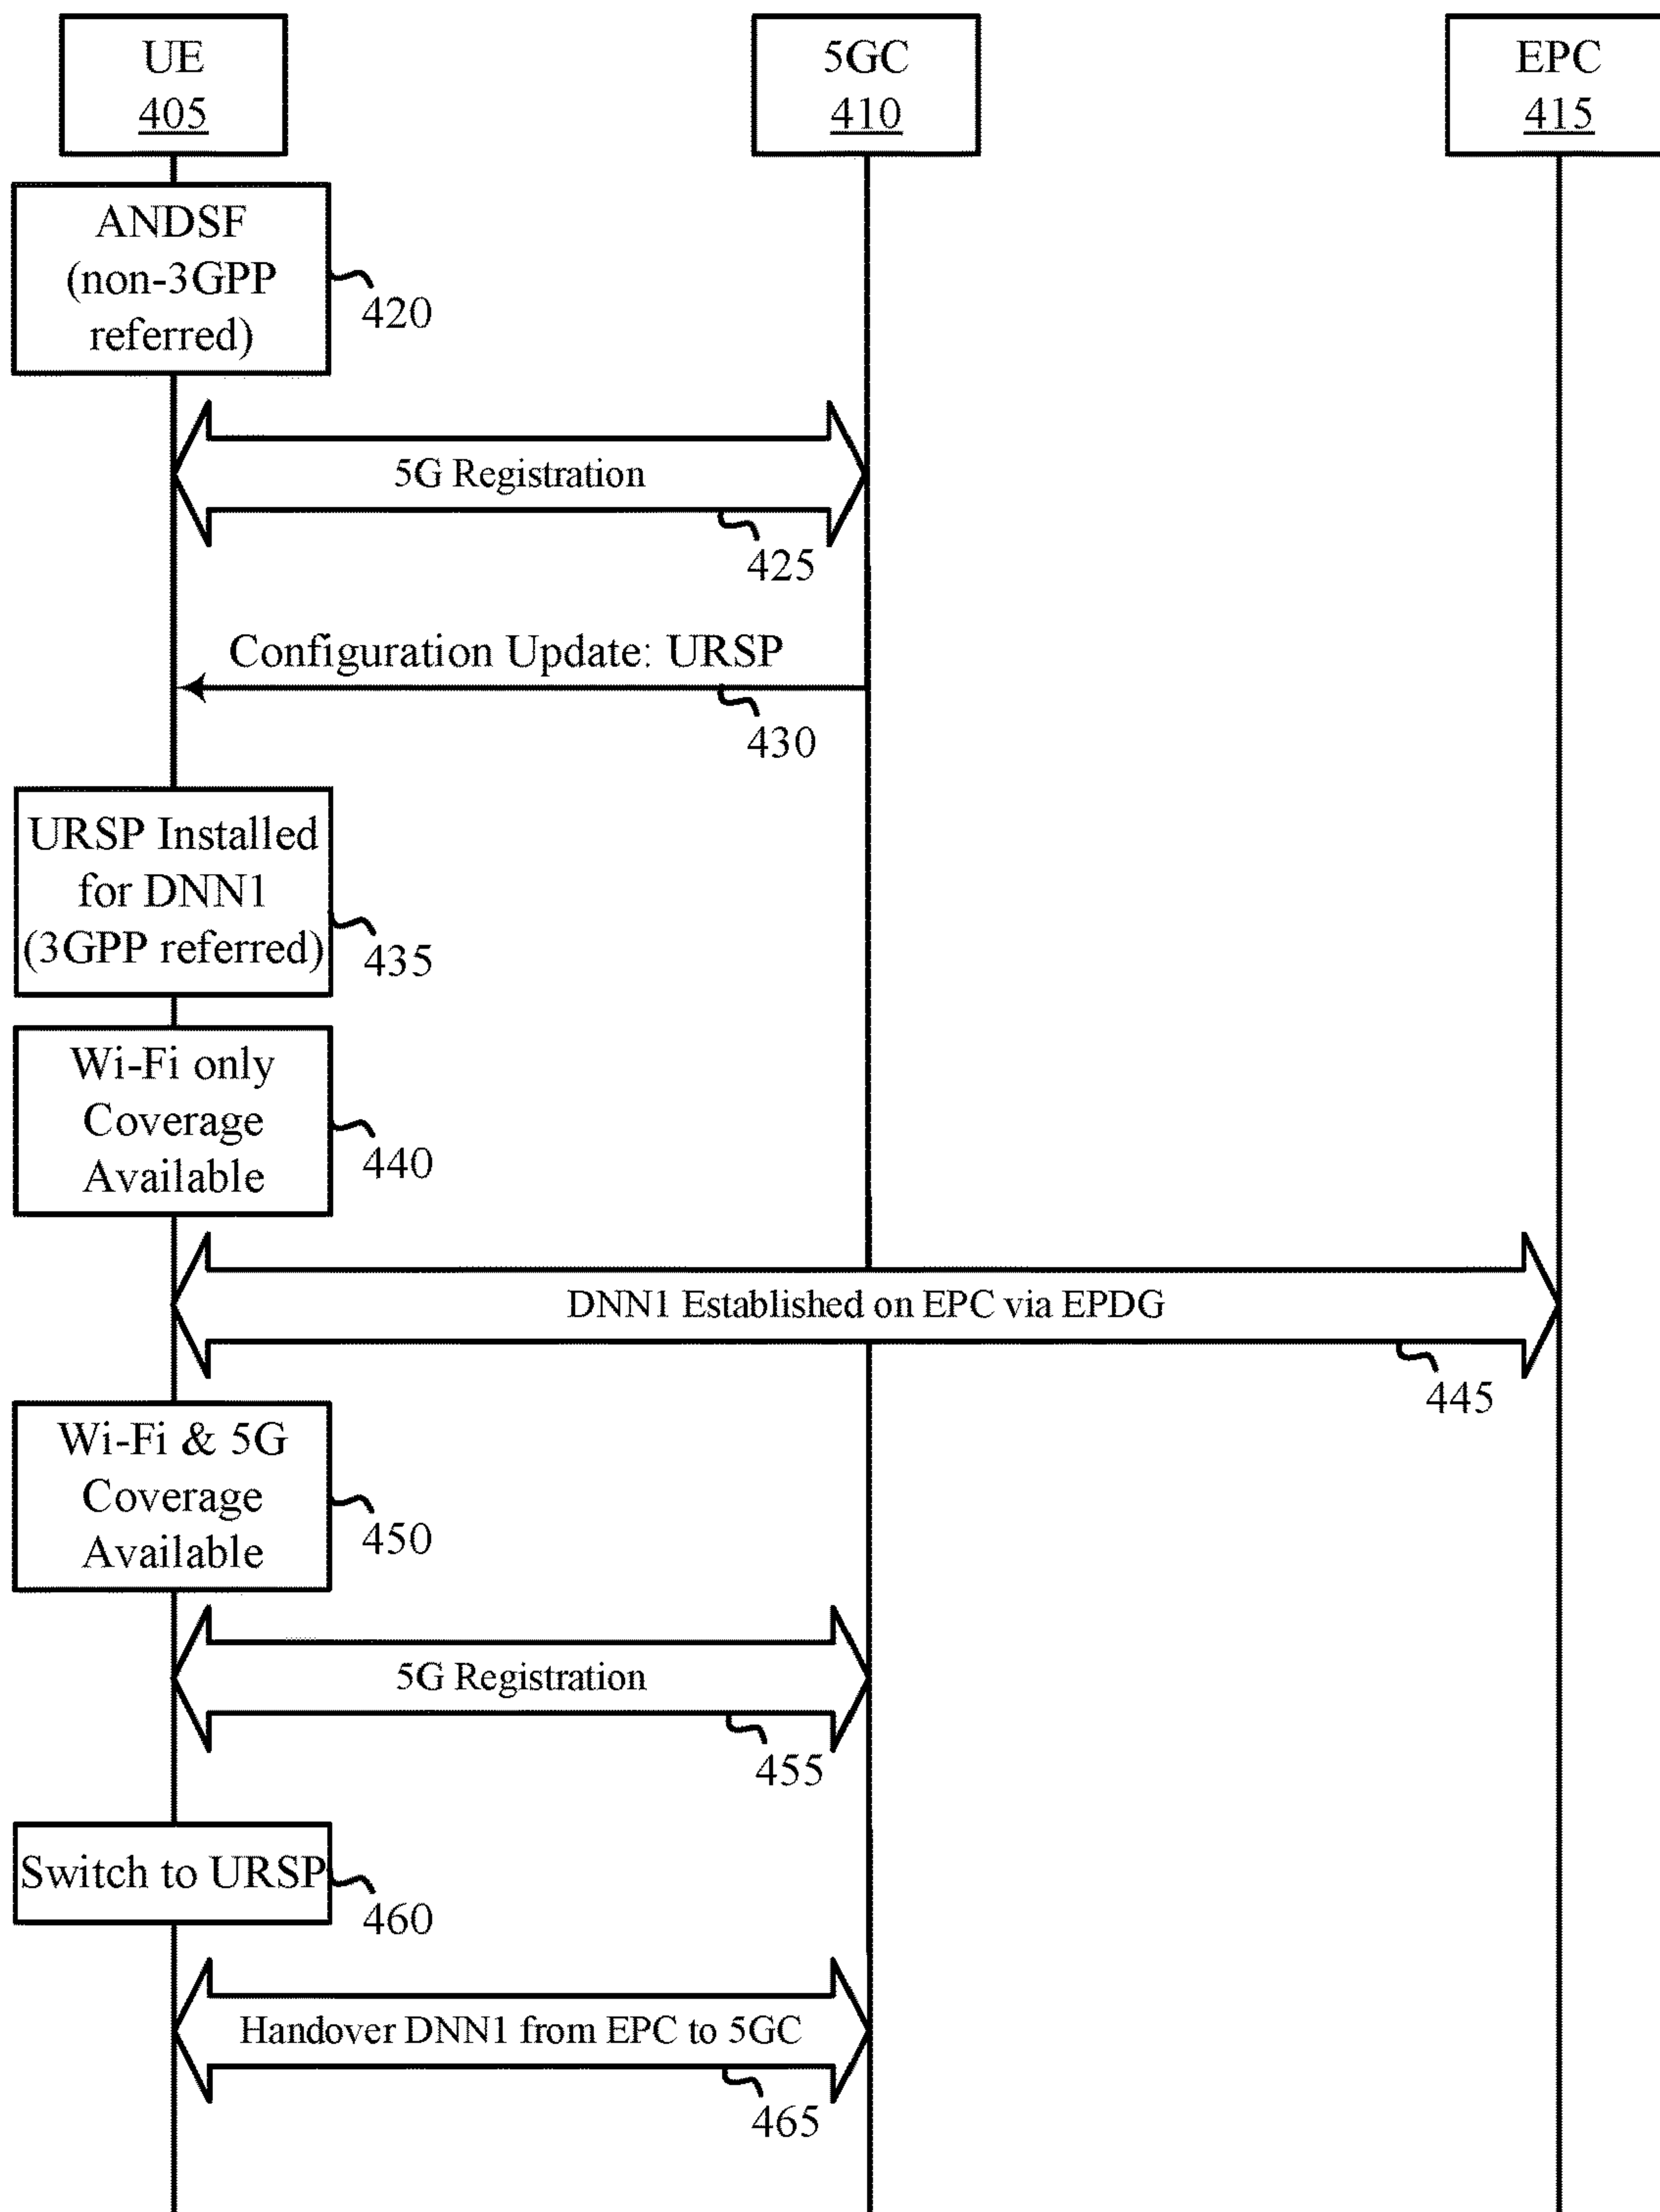 UE
405
5GC
410
EPC
415
ANDSF
(non-3GPP
referred)
420
5G Registration
425
Configuration Update: URSP
430
URSP Installed
for DNN1
(3GPP referred)
435
Wi-Fi only
Coverage
Available
440
DNN1 Established on EPC via EPDG
445
Wi-Fi & 5G
Coverage
Available
450
5G Registration
455
Switch to URSP
460
Handover DNN1 from EPC to 5GC
465